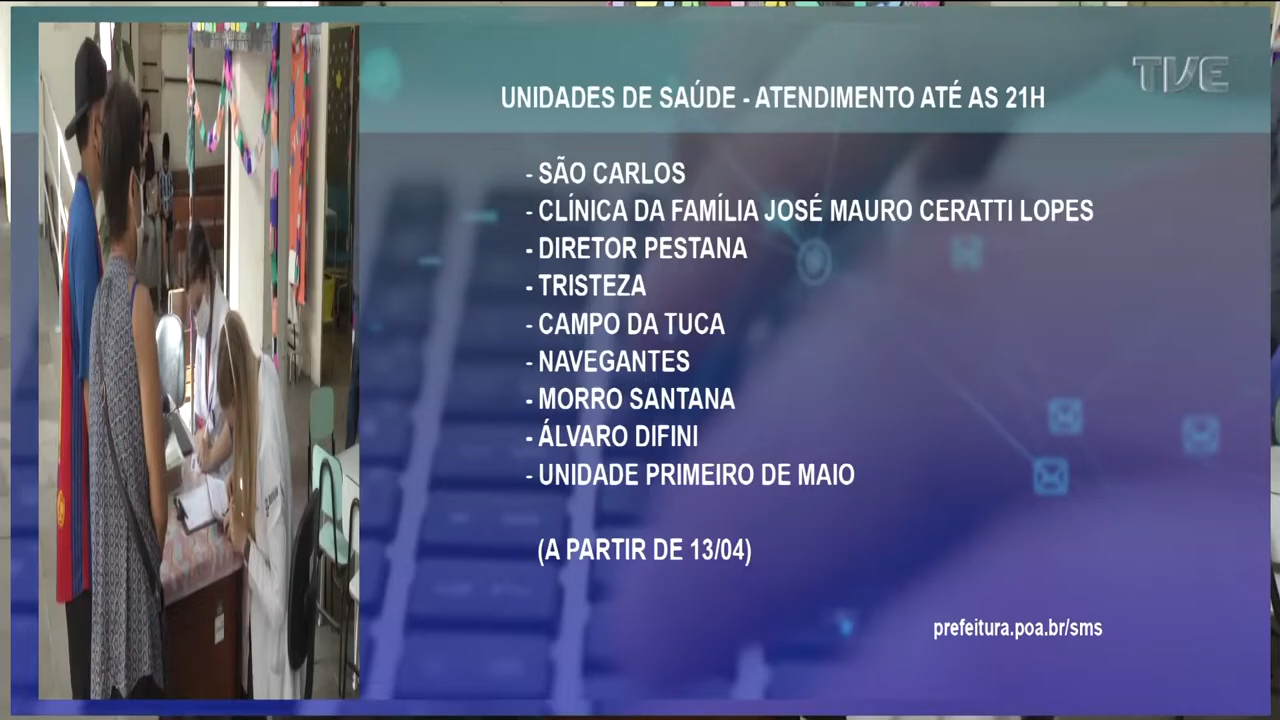 TVE
UNIDADES DE SAÚDE - ATENDIMENTO ATÉ AS 21H
- SÃO CARLOS
- CLÍNICA DA FAMÍLIA JOSÉ MAURO CERATTI LOPES
- DIRETOR PESTANA
- TRISTEZA
- CAMPO DA TUCA
- NAVEGANTES
- MORRO SANTANA
- ÁLVARO DIFINI
- UNIDADE PRIMEIRO DE MAIO
(A PARTIR DE 13/04)
prefeitura.poa.br/sms